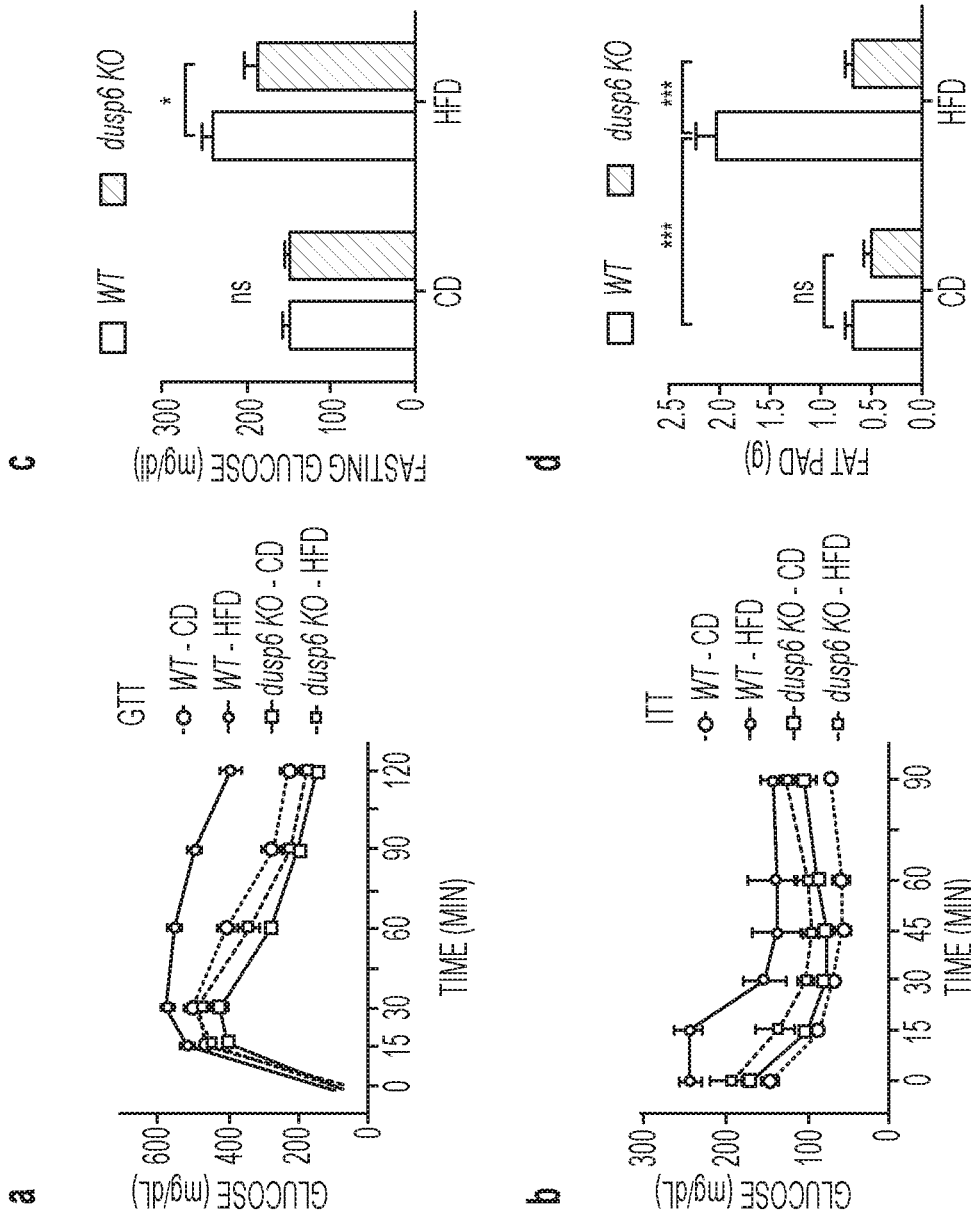 a
GTT
GLUCOSE (mg/dL)
600
400
200
0
0 15 30 60 90 120
TIME (MIN)
WT - CD
WT - HFD
dusp6 KO - CD
dusp6 KO - HFD
b
ITT
GLUCOSE (mg/dL)
300
200
100
0
0 15 30 45 60 90
TIME (MIN)
WT - CD
WT - HFD
dusp6 KO - CD
dusp6 KO - HFD
c
WT dusp6 KO
FASTING GLUCOSE (mg/dl)
300
200
100
0
ns
*
CD HFD
d
WT dusp6 KO
FAT PAD (g)
2.5
2.0
1.5
1.0
0.5
0.0
ns
***
***
CD HFD